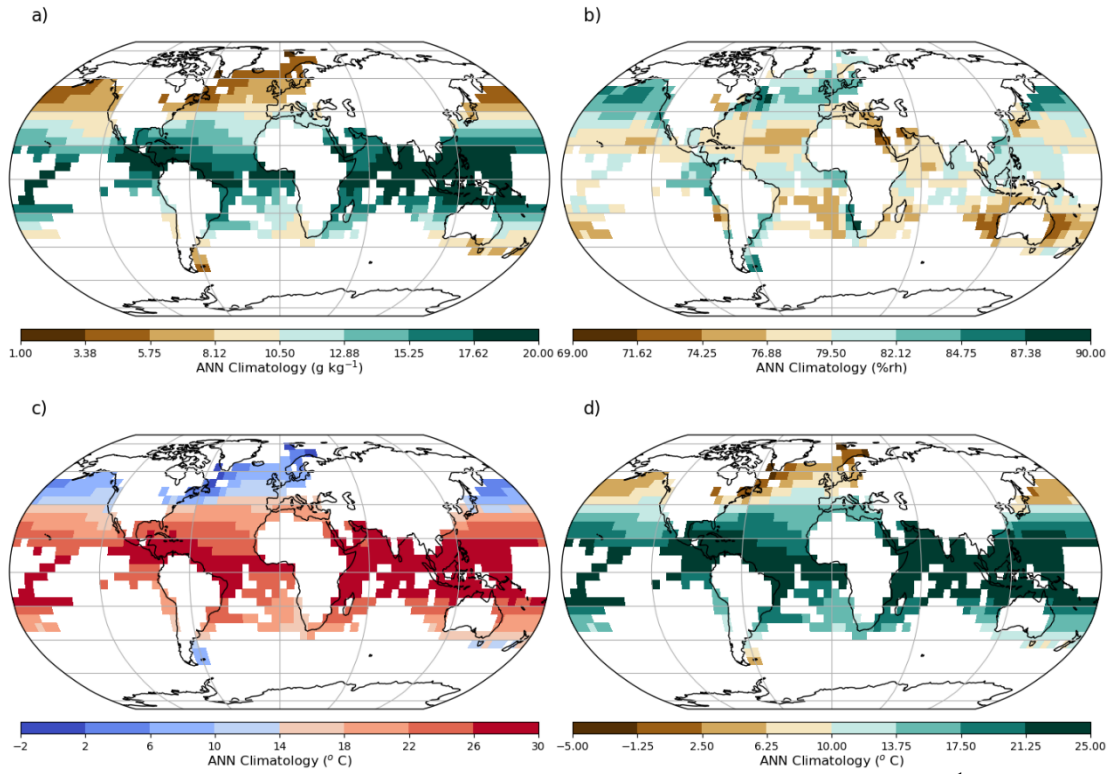 a)
b)
1.00 3.38 5.75 8.12 10.50 12.88 15.25 17.62 20.00
ANN Climatology (g kg⁻¹)
69.00 71.62 74.25 76.88 79.50 82.12 84.75 87.38 90.00
ANN Climatology (%rh)
c)
d)
−2 2 6 10 14 18 22 26 30
ANN Climatology (° C)
−5.00 −1.25 2.50 6.25 10.00 13.75 17.50 21.25 25.00
ANN Climatology (° C)